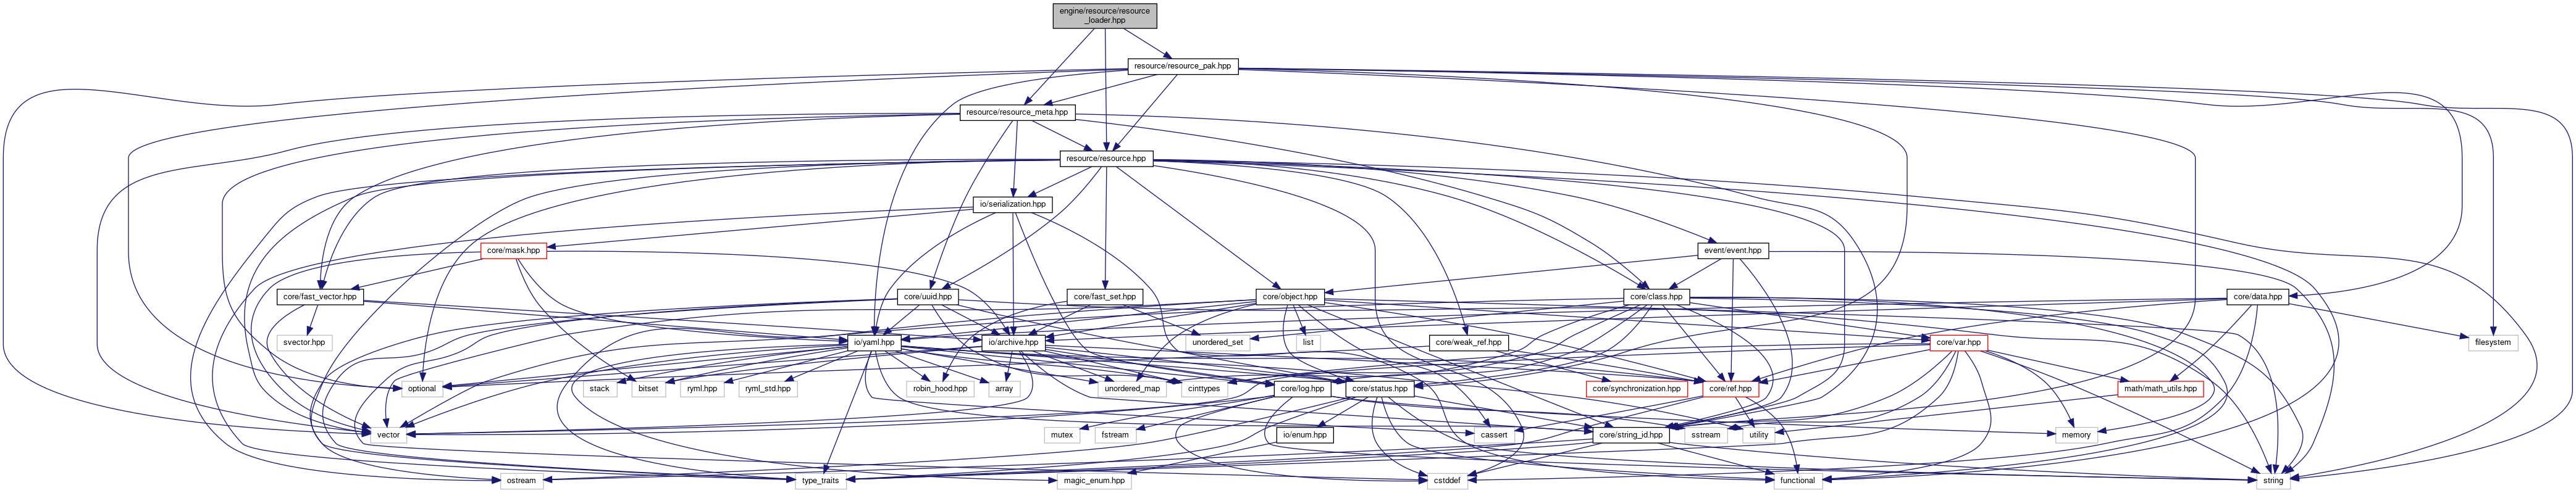 engine/resource/resource
_loader.hpp
resource/resource_pak.hpp
resource/resource_meta.hpp
resource/resource.hpp
io/serialization.hpp
core/mask.hpp
event/event.hpp
core/fast_vector.hpp
core/uuid.hpp
core/fast_set.hpp
core/object.hpp
core/class.hpp
core/data.hpp
svector.hpp
io/yaml.hpp
io/archive.hpp
unordered_set
list
core/weak_ref.hpp
core/var.hpp
filesystem
optional
stack
bitset
ryml.hpp
ryml_std.hpp
robin_hood.hpp
array
unordered_map
cinttypes
core/log.hpp
core/status.hpp
core/synchronization.hpp
core/ref.hpp
math/math_utils.hpp
vector
mutex
fstream
io/enum.hpp
cassert
core/string_id.hpp
sstream
utility
memory
ostream
type_traits
magic_enum.hpp
cstddef
functional
string